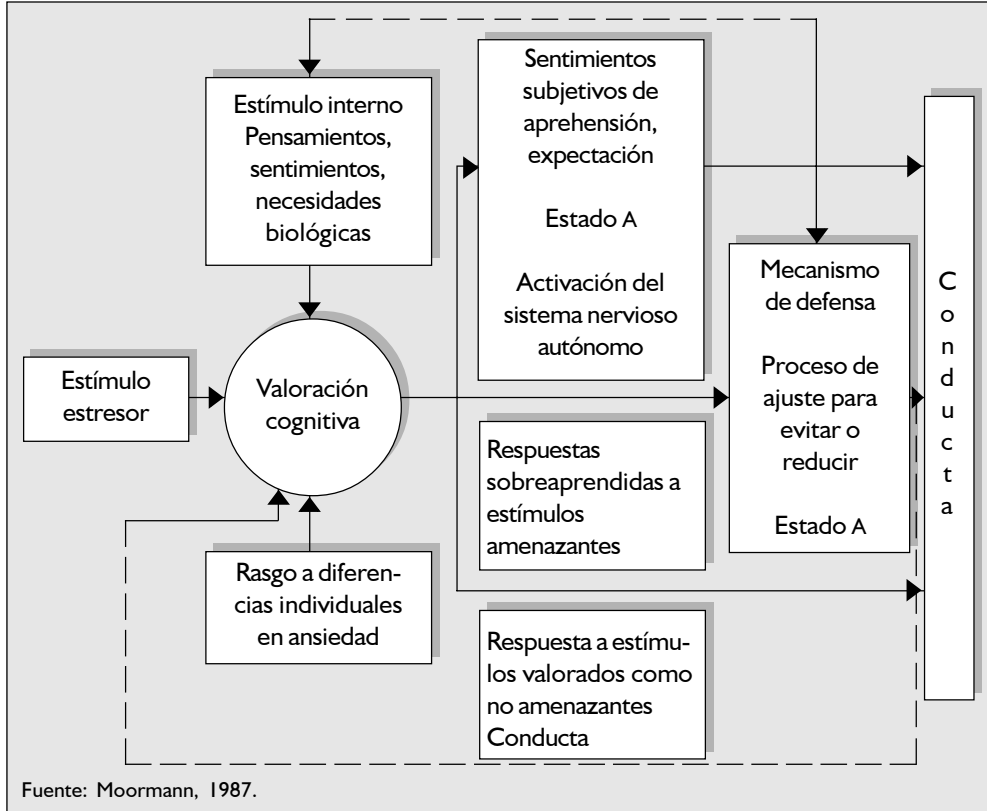 Estímulo interno
Pensamientos,
sentimientos,
necesidades
biológicas
Sentimientos
subjetivos de
aprehensión,
expectación
Estado A
Activación del
sistema nervioso
autónomo
Mecanismo
de defensa
Proceso de
ajuste para
evitar o
reducir
Estado A
Conducta
Estímulo
estresor
Valoración
cognitiva
Respuestas
sobreaprendidas a
estímulos
amenazantes
Rasgo a diferen-
cias individuales
en ansiedad
Respuesta a estímu-
los valorados como
no amenazantes
Conducta
Fuente: Moormann, 1987.